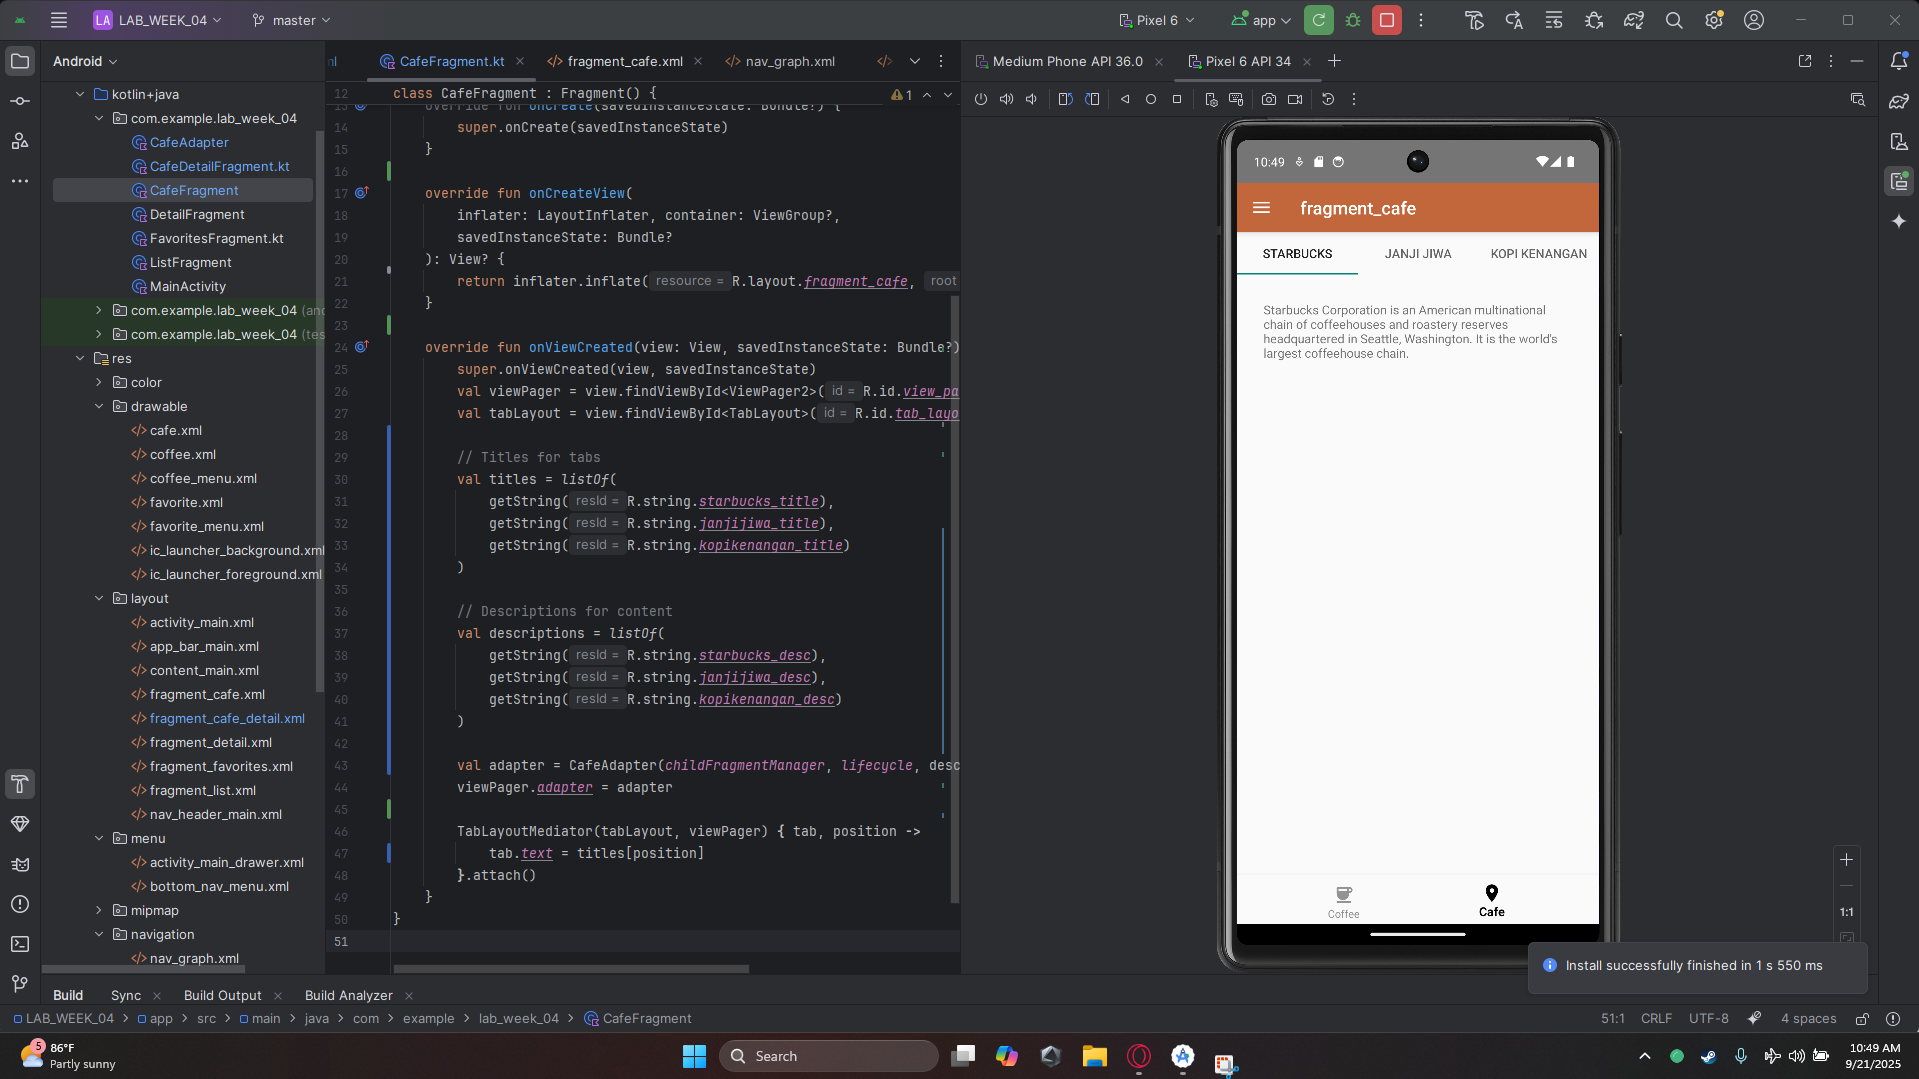 LA LAB_WEEK_04 master Pixel 6 app
Android
kotlin+java
com.example.lab_week_04
CafeAdapter
CafeDetailFragment.kt
CafeFragment
DetailFragment
FavoritesFragment.kt
ListFragment
MainActivity
com.example.lab_week_04 (and
com.example.lab_week_04 (tes
res
color
drawable
cafe.xml
coffee.xml
coffee_menu.xml
favorite.xml
favorite_menu.xml
ic_launcher_background.xml
ic_launcher_foreground.xml
layout
activity_main.xml
app_bar_main.xml
content_main.xml
fragment_cafe.xml
fragment_cafe_detail.xml
fragment_detail.xml
fragment_favorites.xml
fragment_list.xml
nav_header_main.xml
menu
activity_main_drawer.xml
bottom_nav_menu.xml
mipmap
navigation
nav_graph.xml
CafeFragment.kt fragment_cafe.xml nav_graph.xml
12 class CafeFragment : Fragment() { 1
13 override fun onCreate(savedInstanceState: Bundle?) {
14 super.onCreate(savedInstanceState)
15 }
16
17 override fun onCreateView(
18 inflater: LayoutInflater, container: ViewGroup?,
19 savedInstanceState: Bundle?
20 ): View? {
21 return inflater.inflate( resource = R.layout.fragment_cafe, root
22 }
23
24 override fun onViewCreated(view: View, savedInstanceState: Bundle?)
25 super.onViewCreated(view, savedInstanceState)
26 val viewPager = view.findViewById<ViewPager2>( id = R.id.view_pa
27 val tabLayout = view.findViewById<TabLayout>( id = R.id.tab_layo
28
29 // Titles for tabs
30 val titles = listOf(
31 getString( resId = R.string.starbucks_title),
32 getString( resId = R.string.janjijiwa_title),
33 getString( resId = R.string.kopikenangan_title)
34 )
35
36 // Descriptions for content
37 val descriptions = listOf(
38 getString( resId = R.string.starbucks_desc),
39 getString( resId = R.string.janjijiwa_desc),
40 getString( resId = R.string.kopikenangan_desc)
41 )
42
43 val adapter = CafeAdapter(childFragmentManager, lifecycle, desc
44 viewPager.adapter = adapter
45
46 TabLayoutMediator(tabLayout, viewPager) { tab, position ->
47 tab.text = titles[position]
48 }.attach()
49 }
50 }
51
Medium Phone API 36.0 Pixel 6 API 34
10:49
fragment_cafe
STARBUCKS JANJI JIWA KOPI KENANGAN
Starbucks Corporation is an American multinational
chain of coffeehouses and roastery reserves
headquartered in Seattle, Washington. It is the world's
largest coffeehouse chain.
Coffee Cafe
1:1
Install successfully finished in 1 s 550 ms
Build Sync Build Output Build Analyzer
LAB_WEEK_04 > app > src > main > java > com > example > lab_week_04 > CafeFragment 51:1 CRLF UTF-8 4 spaces
5 86°F
Partly sunny
Search
10:49 AM
9/21/2025